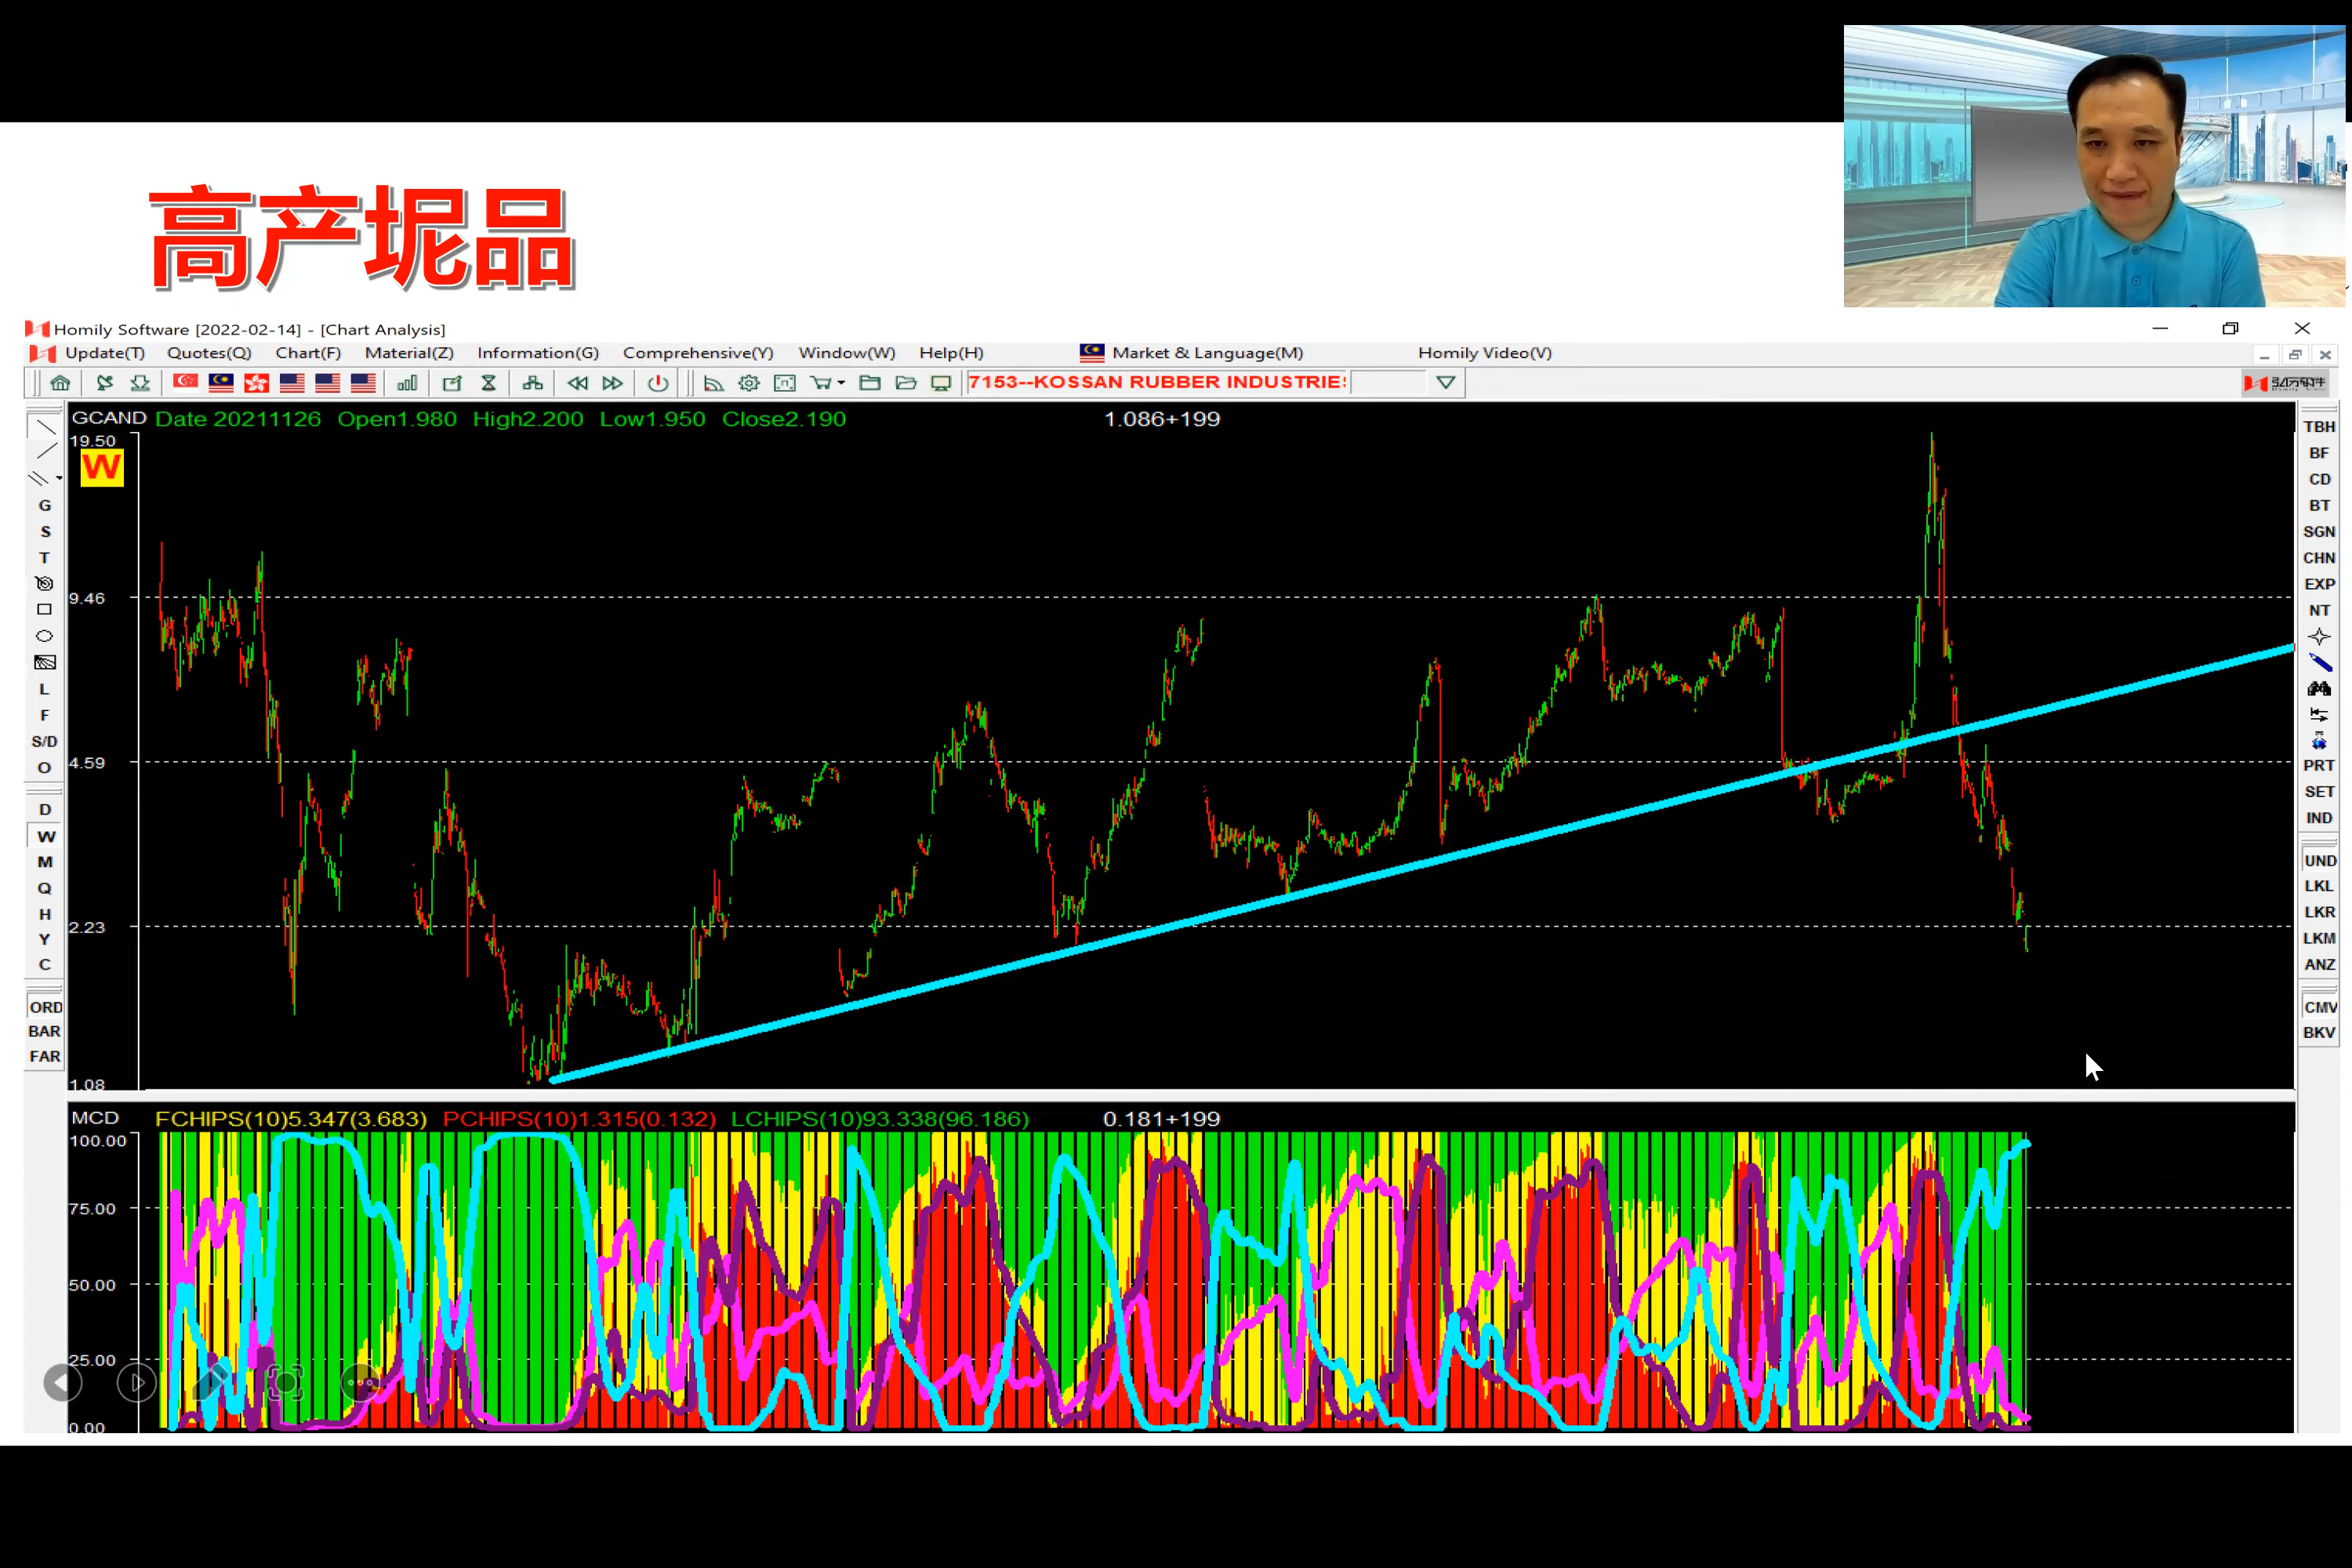 高产坭品
Homily Software [2022-02-14] - [Chart Analysis]
Update(T) Quotes(Q) Chart(F) Material(Z) Information(G) Comprehensive(Y) Window(W) Help(H) Market & Language(M) Homily Video(V)
7153--KOSSAN RUBBER INDUSTRIE
弘历软件
GCAND Date 20211126 Open1.980 High2.200 Low1.950 Close2.190 1.086+199
19.50
W
9.46
4.59
2.23
1.08
G
S
T
L
F
S/D
O
D
W
M
Q
H
Y
C
ORD
BAR
FAR
TBH
BF
CD
BT
SGN
CHN
EXP
NT
PRT
SET
IND
UND
LKL
LKR
LKM
ANZ
CMV
BKV
MCD FCHIPS(10)5.347(3.683) PCHIPS(10)1.315(0.132) LCHIPS(10)93.338(96.186) 0.181+199
100.00
75.00
50.00
25.00
0.00